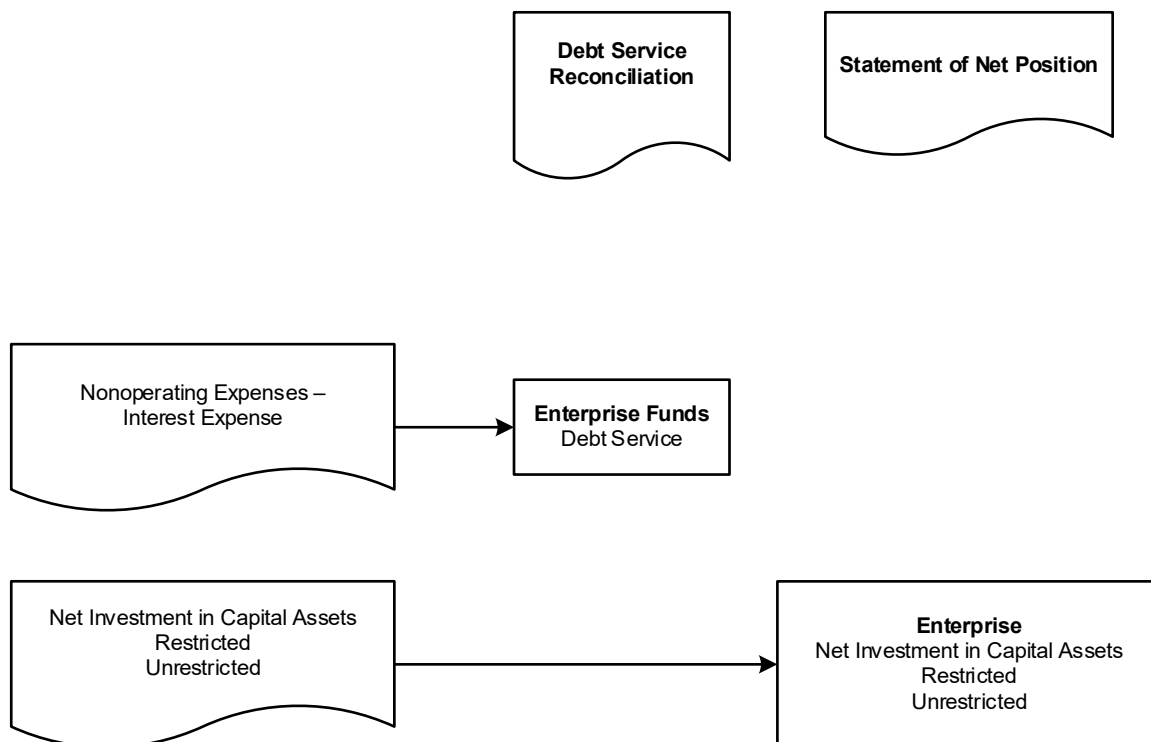 Debt Service
Reconciliation
Statement of Net Position
Nonoperating Expenses –
Interest Expense
Enterprise Funds
Debt Service
Net Investment in Capital Assets
Restricted
Unrestricted
Enterprise
Net Investment in Capital Assets
Restricted
Unrestricted